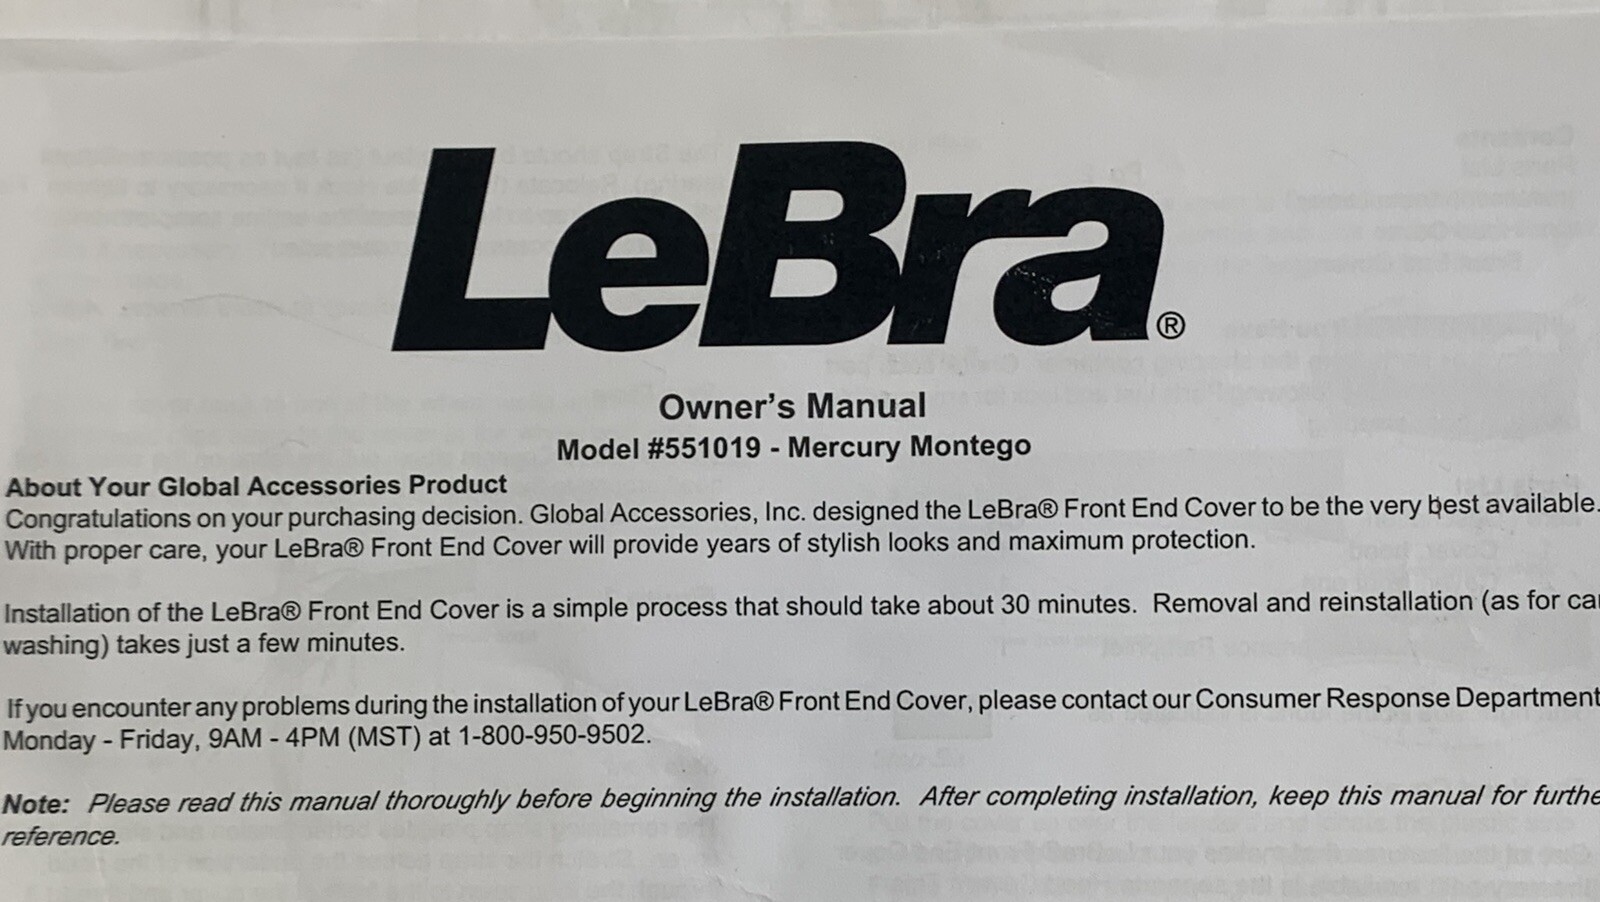 LeBra®
Owner's Manual
Model #551019 - Mercury Montego
About Your Global Accessories Product
Congratulations on your purchasing decision. Global Accessories, Inc. designed the LeBra® Front End Cover to be the very best available.
With proper care, your LeBra® Front End Cover will provide years of stylish looks and maximum protection.
Installation of the LeBra® Front End Cover is a simple process that should take about 30 minutes. Removal and reinstallation (as for car
washing) takes just a few minutes.
If you encounter any problems during the installation of your LeBra® Front End Cover, please contact our Consumer Response Department
Monday - Friday, 9AM - 4PM (MST) at 1-800-950-9502.
Note: Please read this manual thoroughly before beginning the installation. After completing installation, keep this manual for furthe
reference.